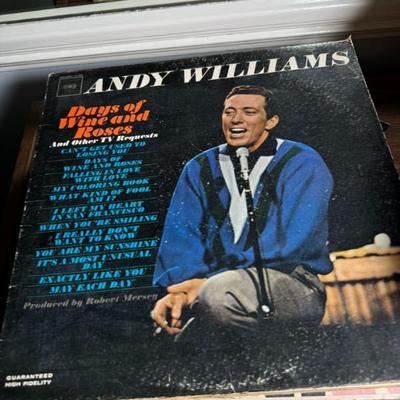 ANDY WILLIAMS
Days of
Wine and
Roses
And Other TV Requests
CAN'T GET USED TO
LOSING YOU
DAYS OF
WINE AND ROSES
FALLING IN LOVE
WITH LOVE
MY COLORING BOOK
WHAT KIND OF FOOL
AM I?
I LEFT MY HEART
IN SAN FRANCISCO
WHEN YOU'RE SMILING
I REALLY DON'T
WANT TO KNOW
YOU ARE MY SUNSHINE
IT'S A MOST UNUSUAL
DAY
EXACTLY LIKE YOU
MAY EACH DAY
Produced by Robert Mersey
GUARANTEED
HIGH FIDELITY